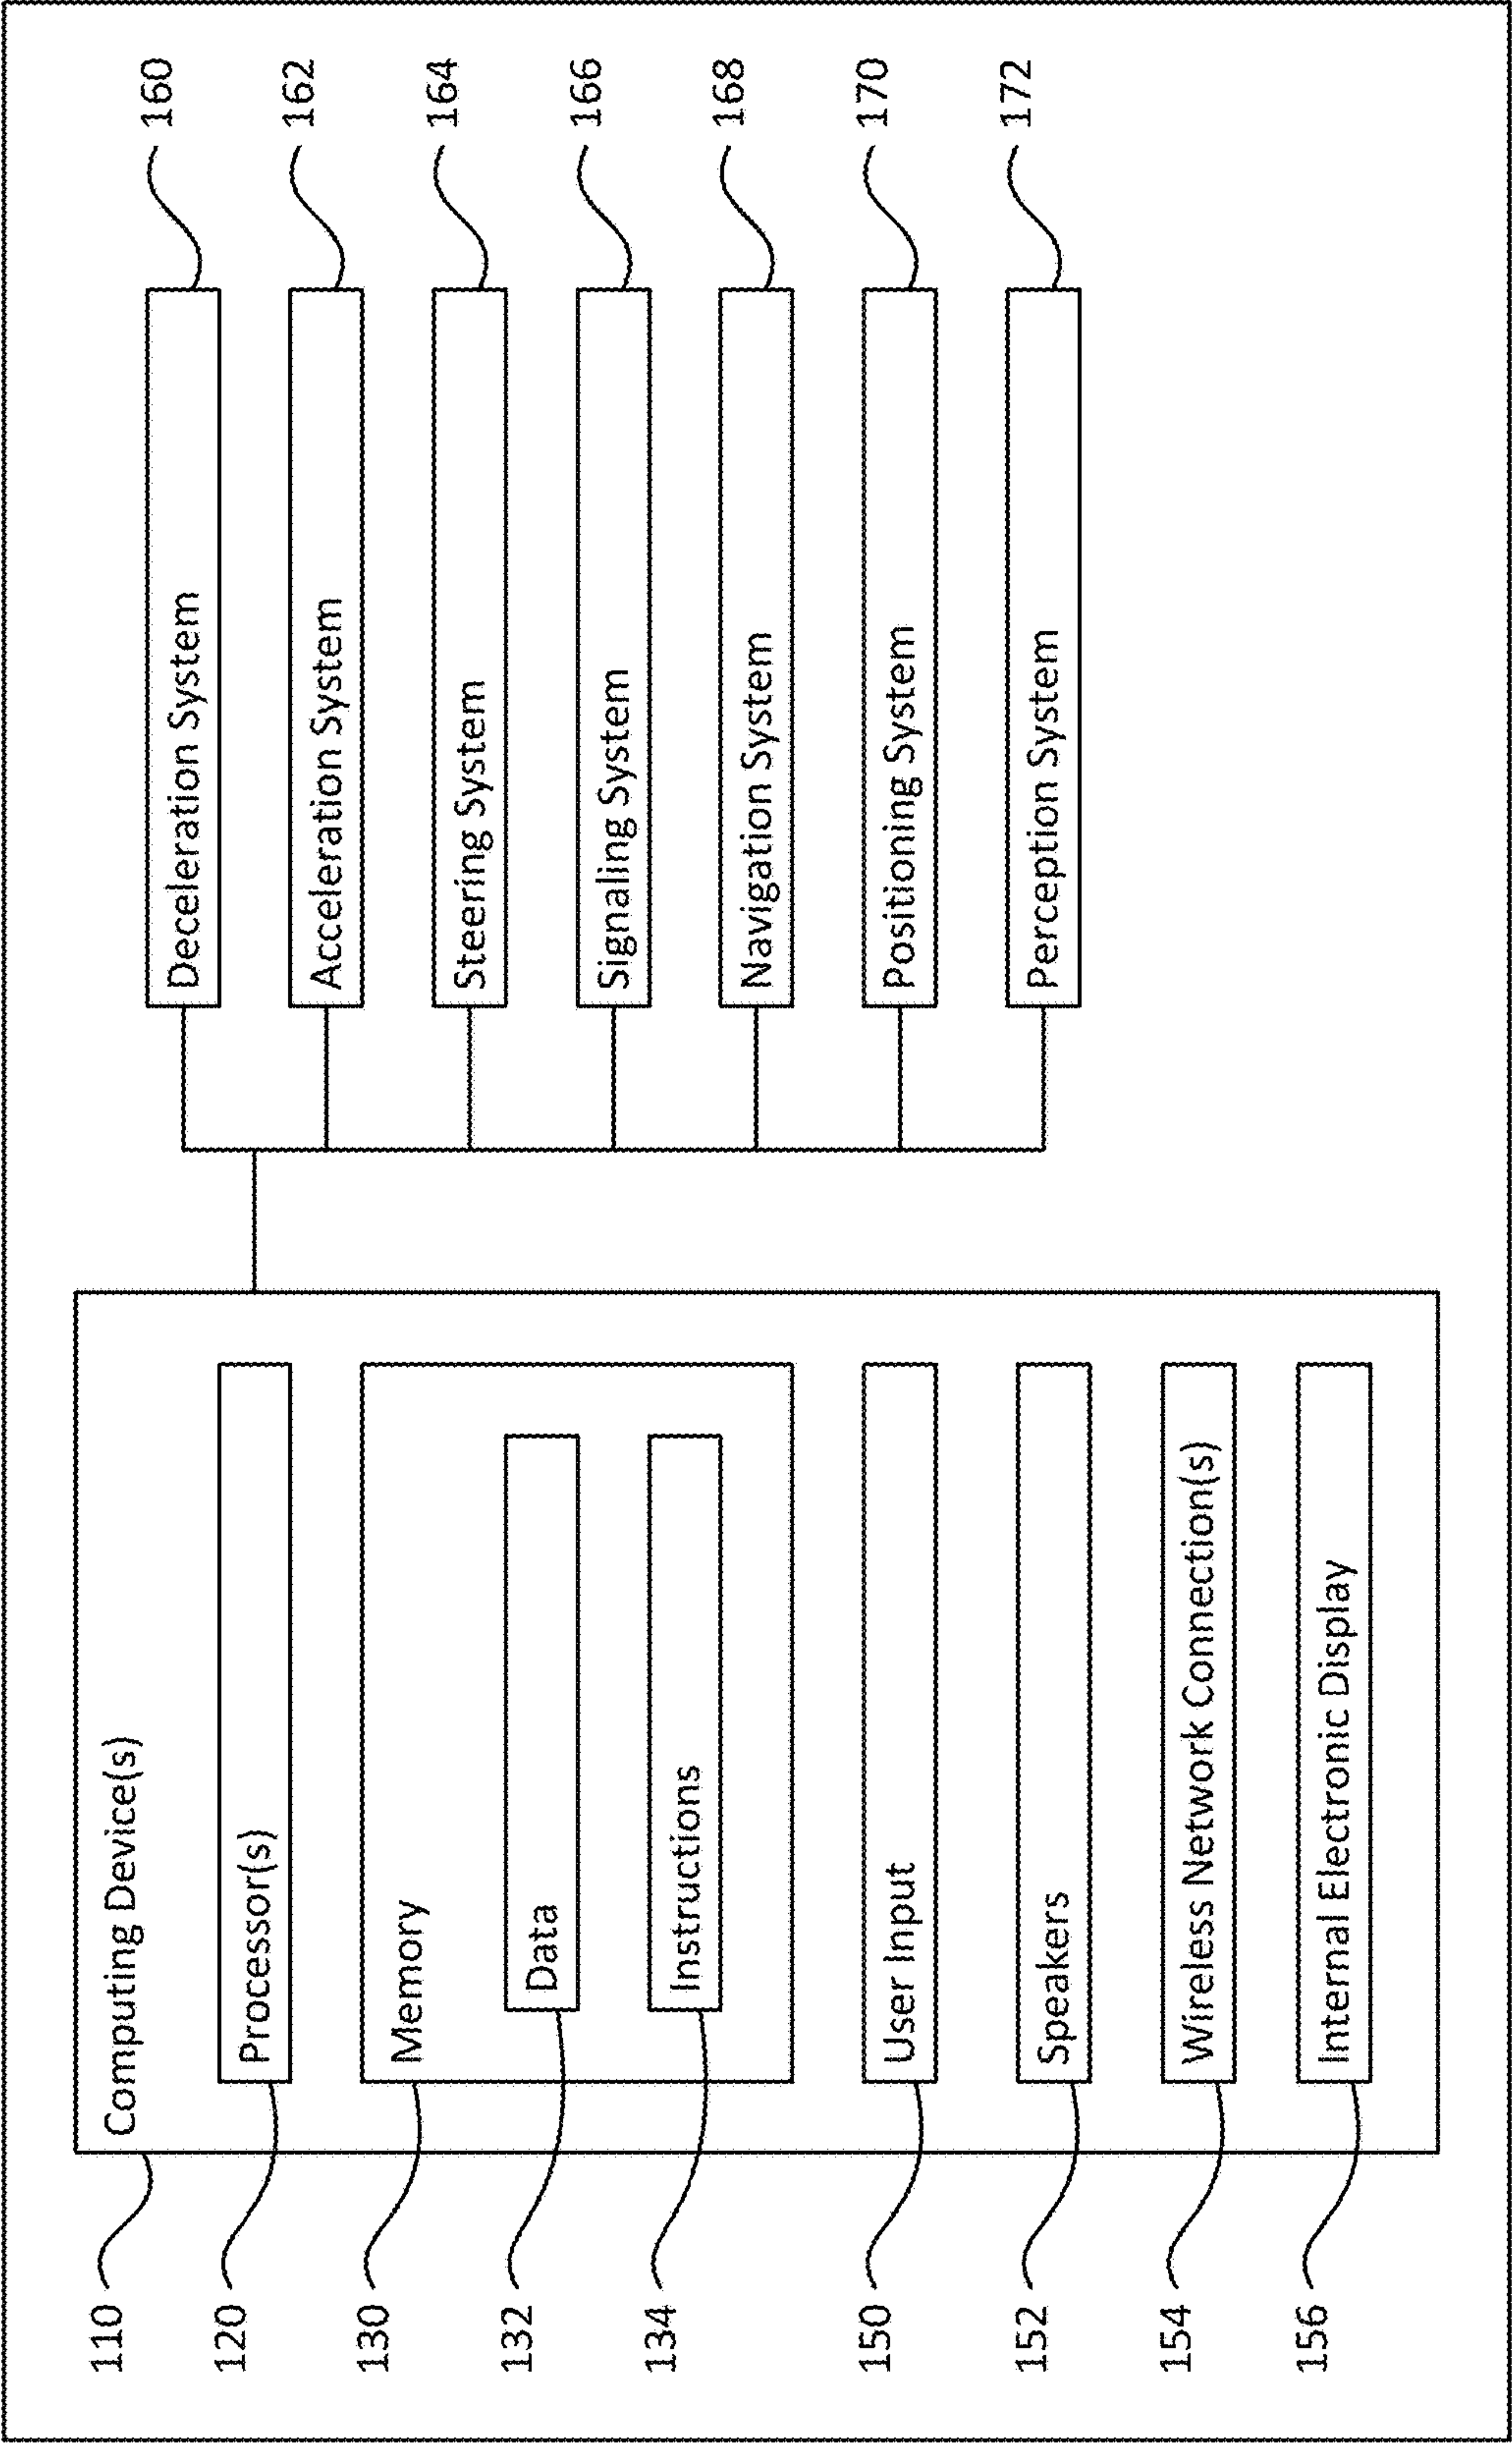 110
Computing Device(s)
120
Processor(s)
130
Memory
132
Data
134
Instructions
150
User Input
152
Speakers
154
Wireless Network Connection(s)
156
Internal Electronic Display
Deceleration System
160
Acceleration System
162
Steering System
164
Signaling System
166
Navigation System
168
Positioning System
170
Perception System
172